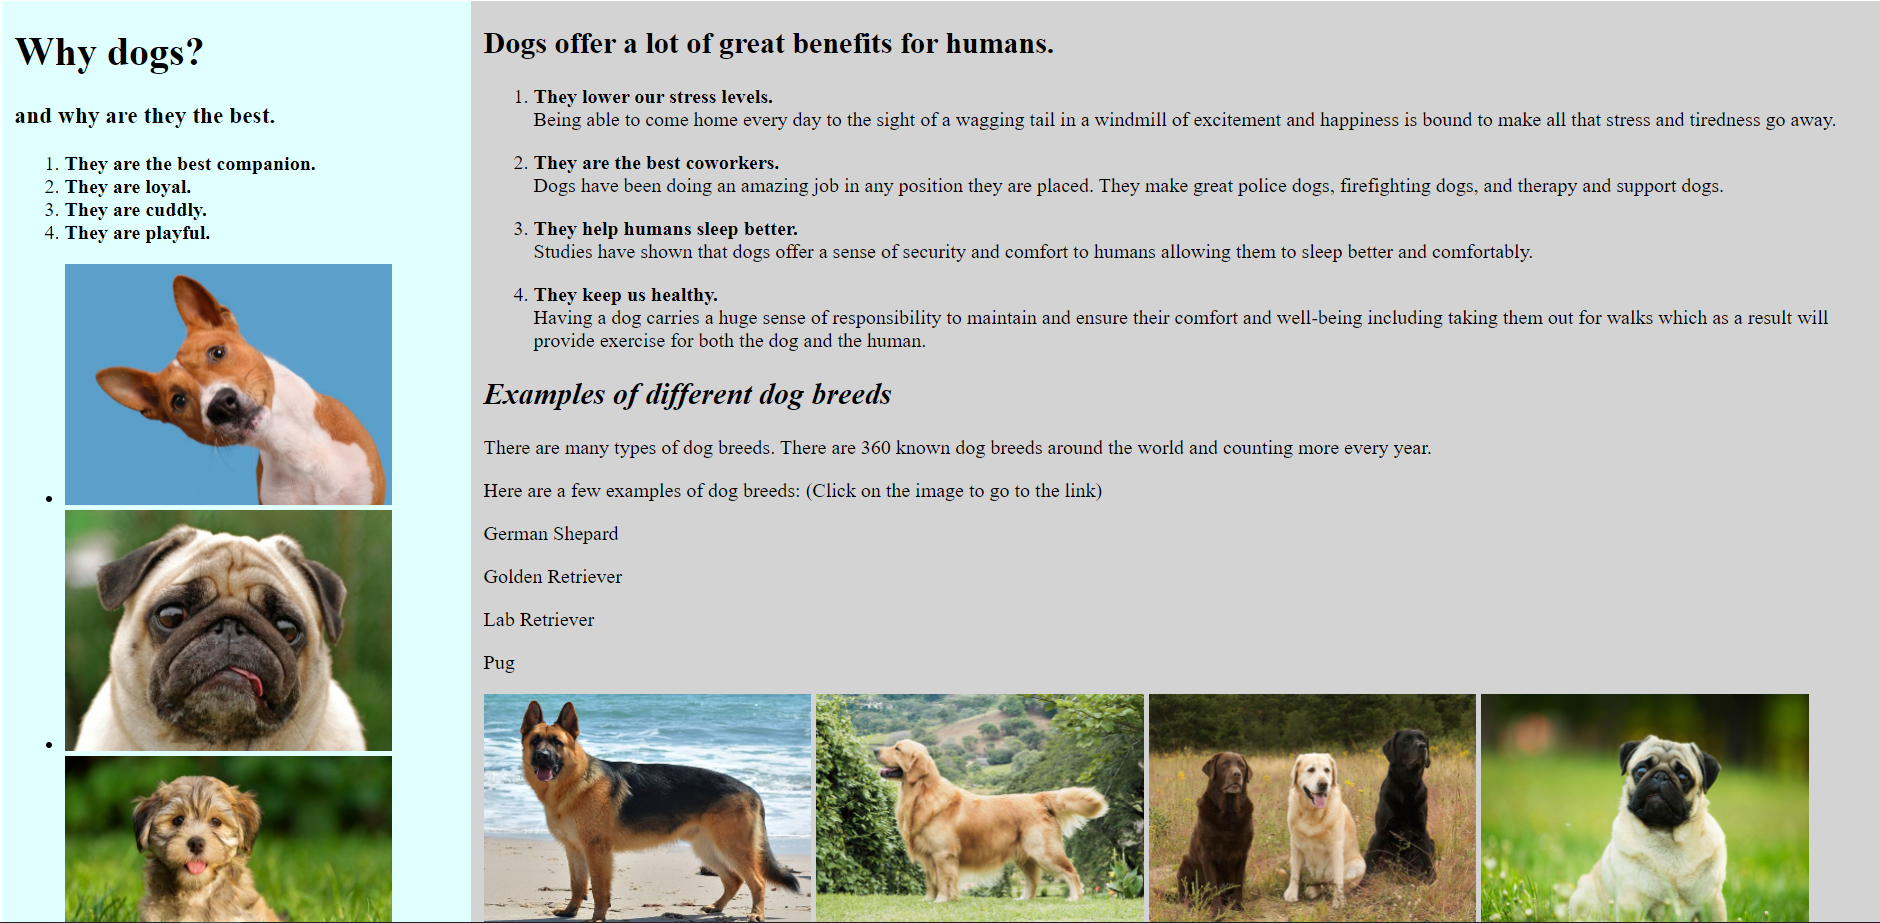 Why dogs?
and why are they the best.
1. They are the best companion.
2. They are loyal.
3. They are cuddly.
4. They are playful.
Dogs offer a lot of great benefits for humans.
1. They lower our stress levels.
Being able to come home every day to the sight of a wagging tail in a windmill of excitement and happiness is bound to make all that stress and tiredness go away.
2. They are the best coworkers.
Dogs have been doing an amazing job in any position they are placed. They make great police dogs, firefighting dogs, and therapy and support dogs.
3. They help humans sleep better.
Studies have shown that dogs offer a sense of security and comfort to humans allowing them to sleep better and comfortably.
4. They keep us healthy.
Having a dog carries a huge sense of responsibility to maintain and ensure their comfort and well-being including taking them out for walks which as a result will
provide exercise for both the dog and the human.
Examples of different dog breeds
There are many types of dog breeds. There are 360 known dog breeds around the world and counting more every year.
Here are a few examples of dog breeds: (Click on the image to go to the link)
German Shepard
Golden Retriever
Lab Retriever
Pug